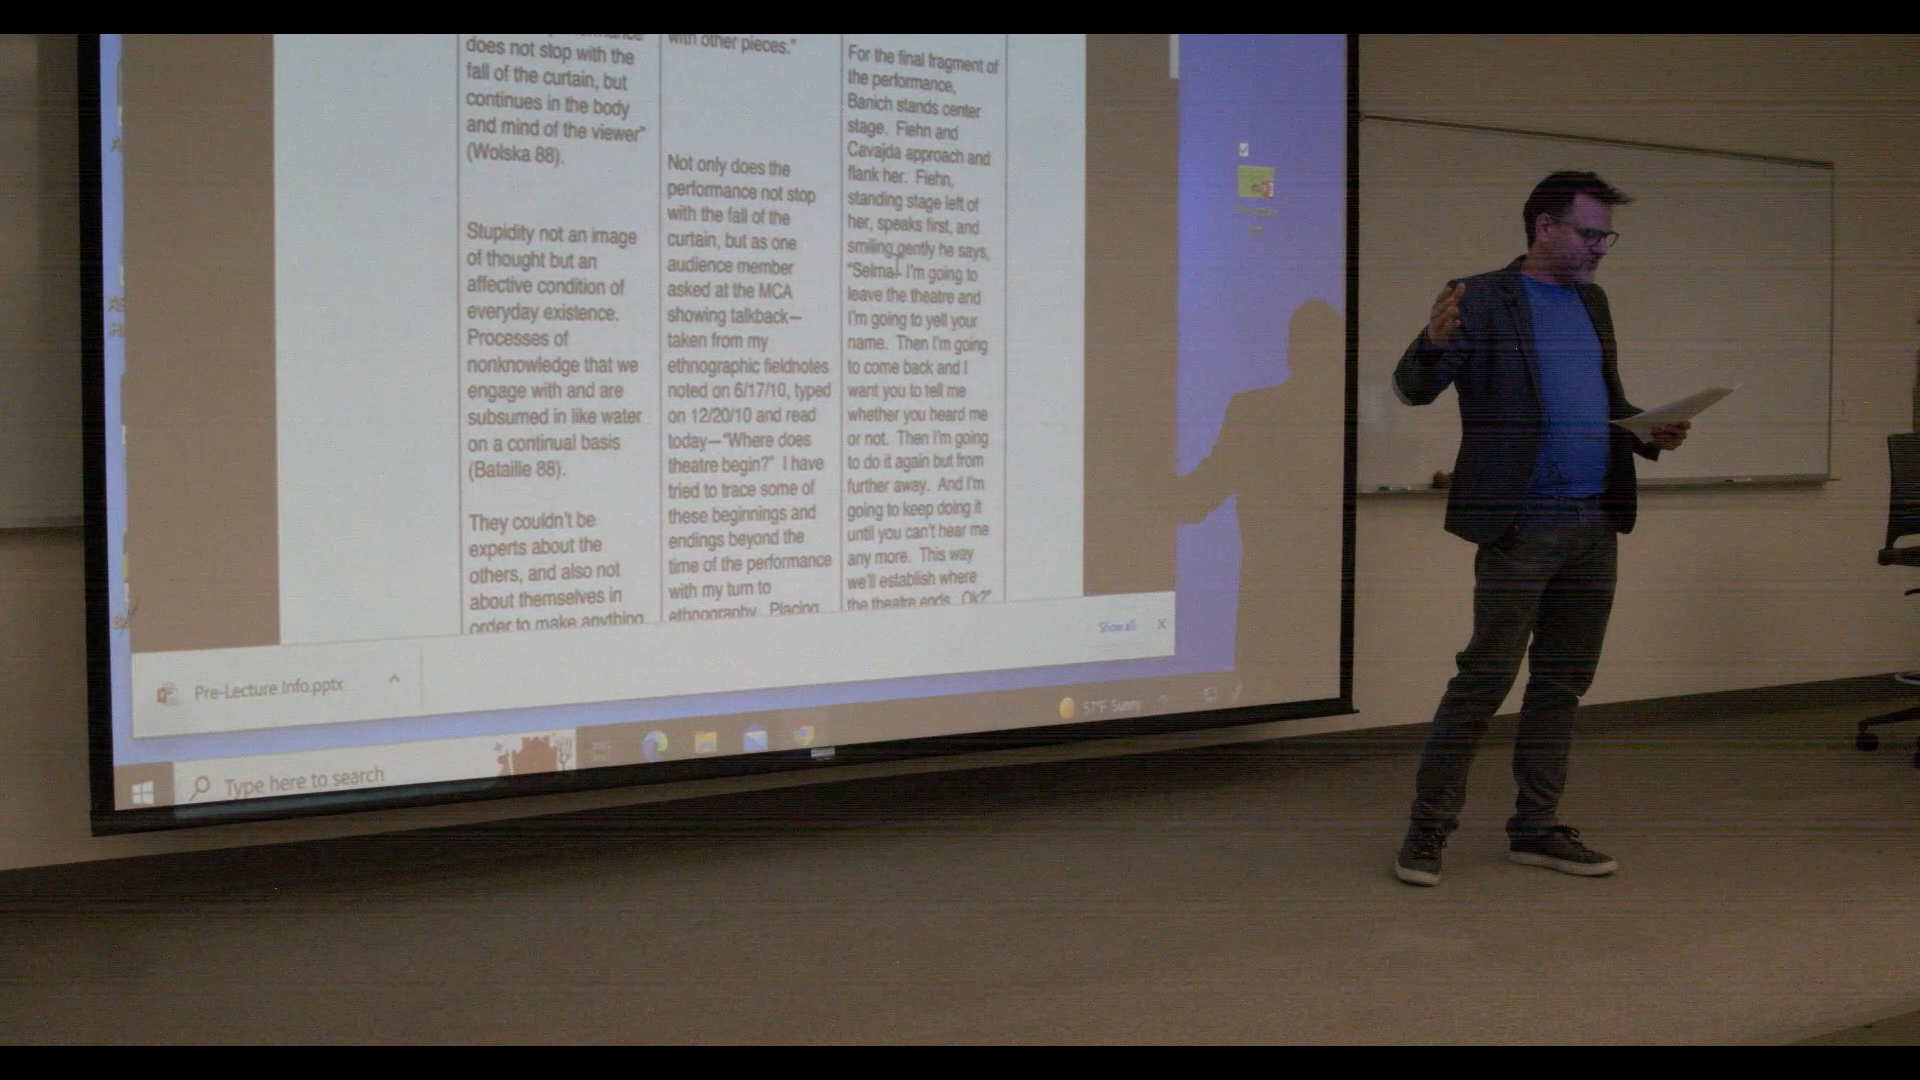 does not stop with the
fall of the curtain, but
continues in the body
and mind of the viewer"
(Wolska 88).
Stupidity not an image
of thought but an
affective condition of
everyday existence.
Processes of
nonknowledge that we
engage with and are
subsumed in like water
on a continual basis
(Bataille 88).
They couldn't be
experts about the
others, and also not
about themselves in
order to make anything
with other pieces."
Not only does the
performance not stop
with the fall of the
curtain, but as one
audience member
asked at the MCA
showing talkback—
taken from my
ethnographic fieldnotes
noted on 6/17/10, typed
on 12/20/10 and read
today—"Where does
theatre begin?" I have
tried to trace some of
these beginnings and
endings beyond the
time of the performance
with my turn to
ethnography. Placing
For the final fragment of
the performance,
Banich stands center
stage. Fiehn and
Cavajda approach and
flank her. Fiehn,
standing stage left of
her, speaks first, and
smiling gently he says,
"Selma I'm going to
leave the theatre and
I'm going to yell your
name. Then I'm going
to come back and I
want you to tell me
whether you heard me
or not. Then I'm going
to do it again but from
further away. And I'm
going to keep doing it
until you can't hear me
any more. This way
we'll establish where
the theatre ends. Ok?"
Show all X
Pre-Lecture Info.pptx
57°F Sunny
Type here to search